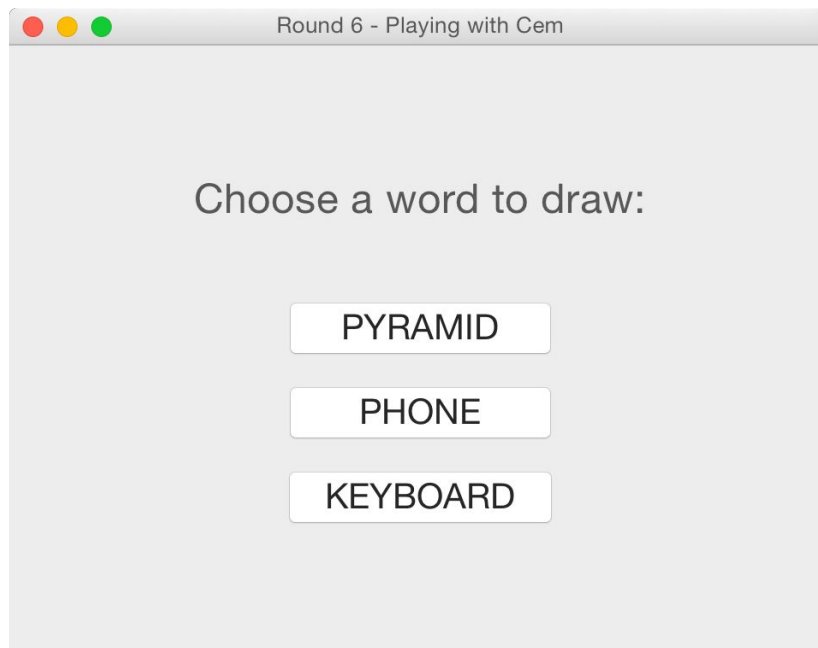 Round 6 - Playing with Cem
Choose a word to draw:
PYRAMID
PHONE
KEYBOARD